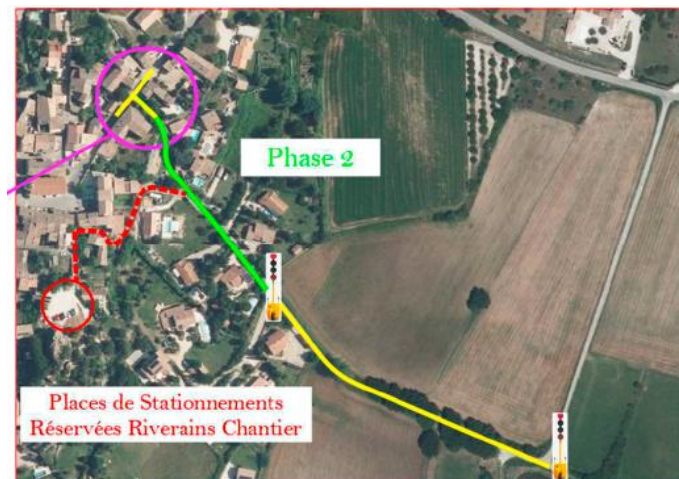 Phase 2
Places de Stationnements
Réservées Riverains Chantier